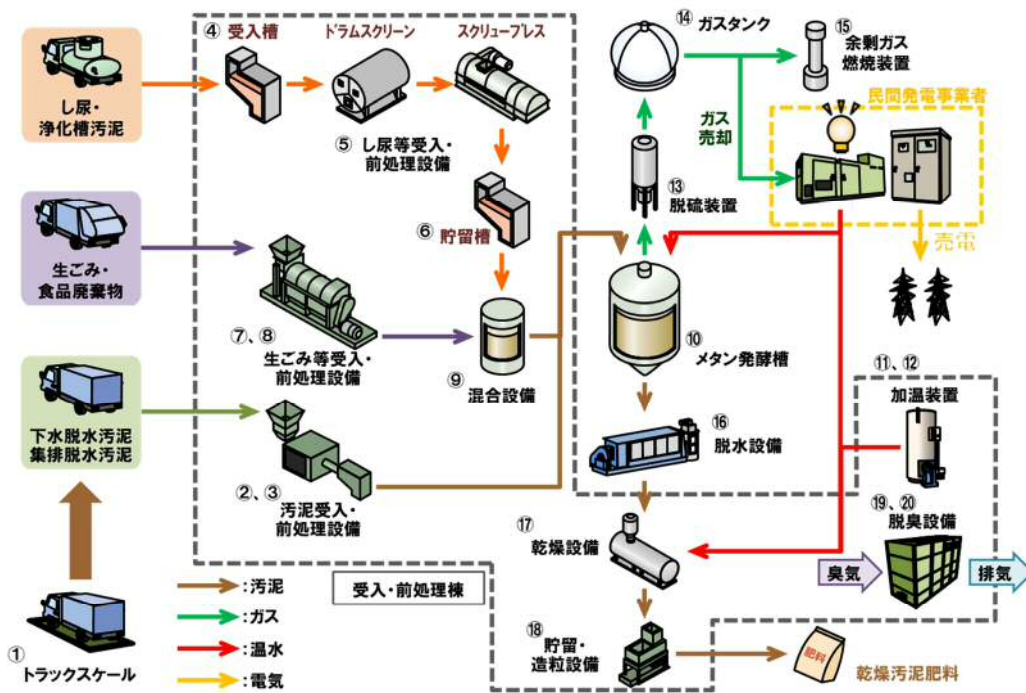 ④ 受入槽
ドラムスクリーン
スクリュープレス
⑭ ガスタンク
⑮
余剰ガス
燃焼装置
し尿・
浄化槽汚泥
⑤ し尿等受入・
前処理設備
ガス
売却
民間発電事業者
⑬
脱硫装置
⑥ 貯留槽
売電
生ごみ・
食品廃棄物
⑦、⑧
生ごみ等受入・
前処理設備
⑨
混合設備
⑩
メタン発酵槽
⑪、⑫
加温装置
下水脱水汚泥
集排脱水汚泥
②、③
汚泥受入・
前処理設備
⑯
脱水設備
⑰
乾燥設備
⑲、⑳
脱臭設備
臭気
排気
受入・前処理棟
:汚泥
:ガス
:温水
:電気
①
トラックスケール
⑱
貯留・
造粒設備
肥料
乾燥汚泥肥料